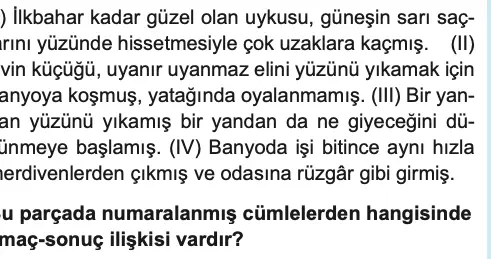 ) İlkbahar kadar güzel olan uykusu, güneşin sarı saç-
arını yüzünde hissetmesiyle çok uzaklara kaçmış. (II)
vin küçüğü, uyanır uyanmaz elini yüzünü yıkamak için
anyoya koşmuş, yatağında oyalanmamış. (III) Bir yan-
an yüzünü yıkamış bir yandan da ne giyeceğini dü-
ünmeye başlamış. (IV) Banyoda işi bitince aynı hızla
nerdivenlerden çıkmış ve odasına rüzgâr gibi girmiş.
u parçada numaralanmış cümlelerden hangisinde
maç-sonuç ilişkisi vardır?